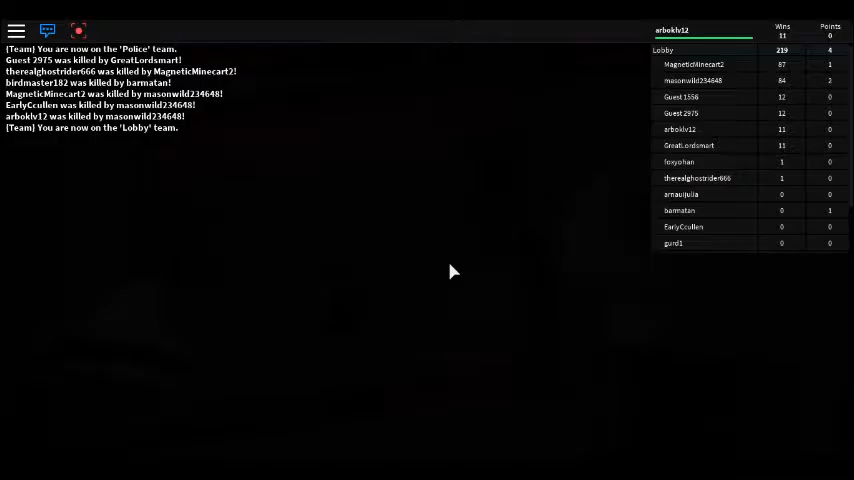 arboklv12 Wins 11 Points 0
{Team} You are now on the 'Police' team.
Guest 2975 was killed by GreatLordsmart!
therealghostrider666 was killed by MagneticMinecart2!
birdmaster182 was killed by barmatan!
MagneticMinecart2 was killed by masonwild234648!
EarlyCcullen was killed by masonwild234648!
arboklv12 was killed by masonwild234648!
{Team} You are now on the 'Lobby' team.
Lobby 219 4
MagneticMinecart2 87 1
masonwild234648 84 2
Guest 1556 12 0
Guest 2975 12 0
arboklv12 11 0
GreatLordsmart 11 0
foxyohan 1 0
therealghostrider666 1 0
arnauijulia 0 0
barmatan 0 1
EarlyCcullen 0 0
gurd1 0 0